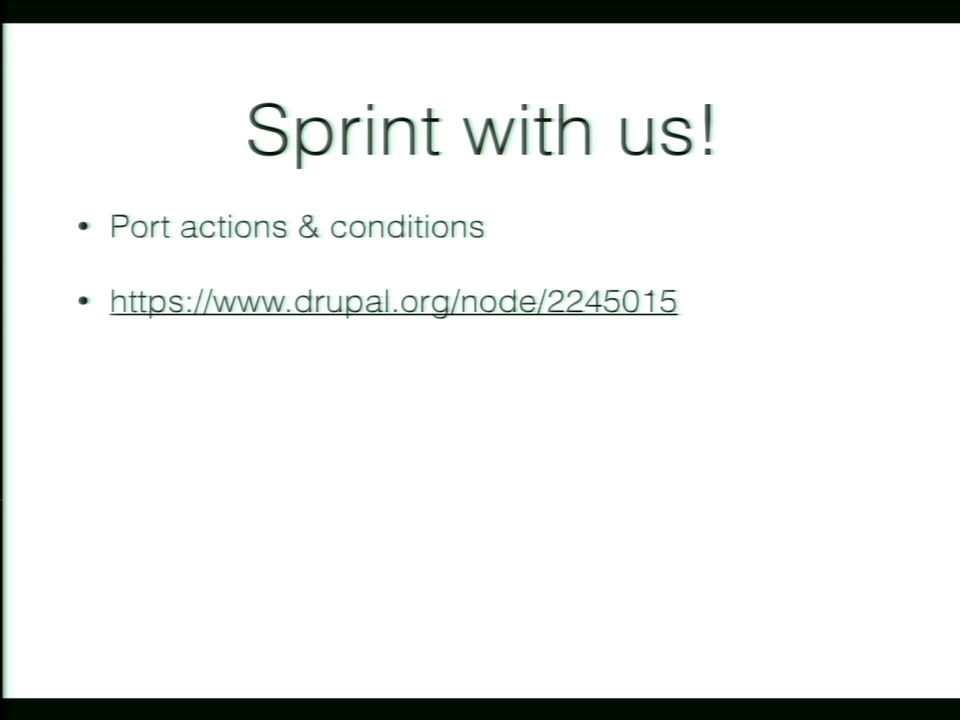 Sprint with us!
• Port actions & conditions
• https://www.drupal.org/node/2245015